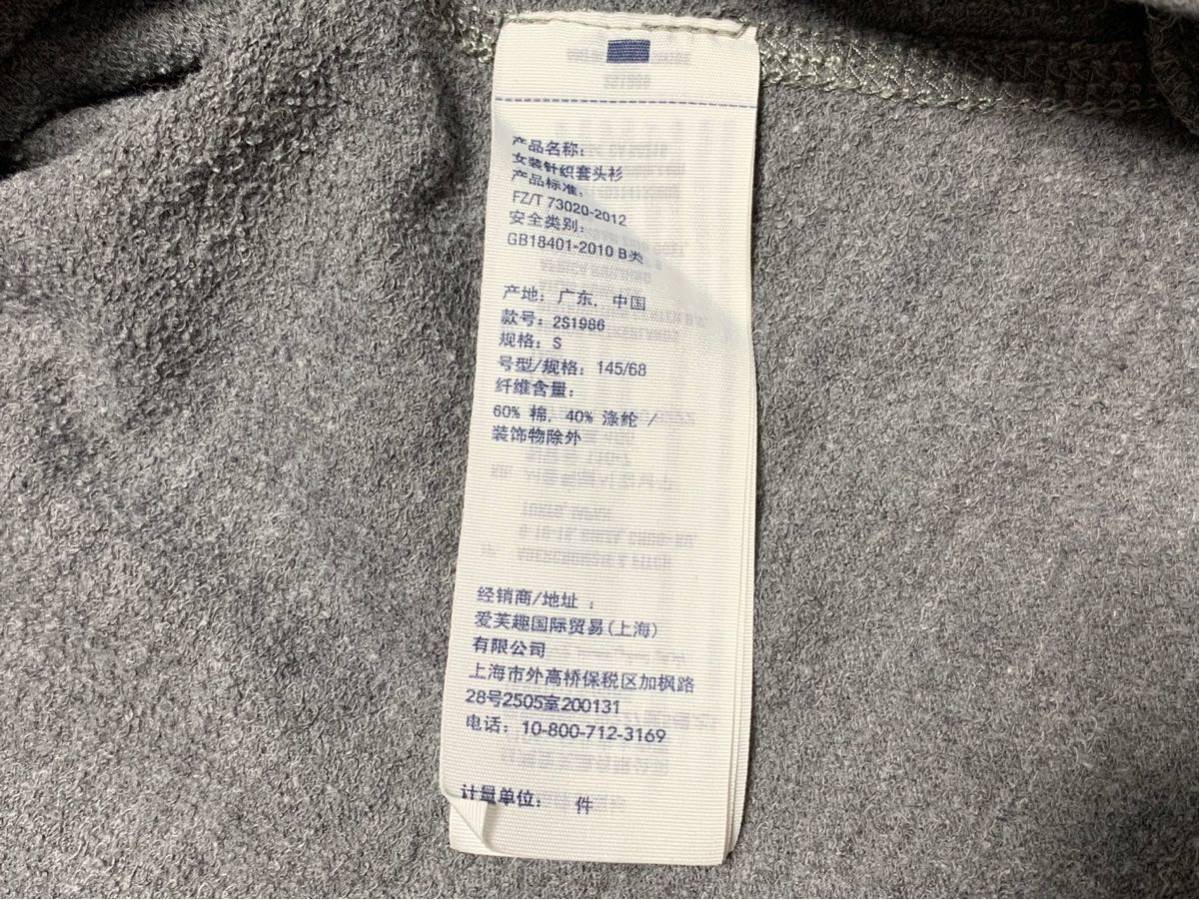 产品名称:
女装针织套头衫
产品标准:
FZ/T 73020-2012
安全类别:
GB18401-2010 B类
产地: 广东, 中国
款号: 2S1986
规格: S
号型/规格: 145/68
纤维含量:
60% 棉, 40% 涤纶 /
装饰物除外
经销商/地址 :
爱芙趣国际贸易(上海)
有限公司
上海市外高桥保税区加枫路
28号2505室200131
电话: 10-800-712-3169
计量单位: 件